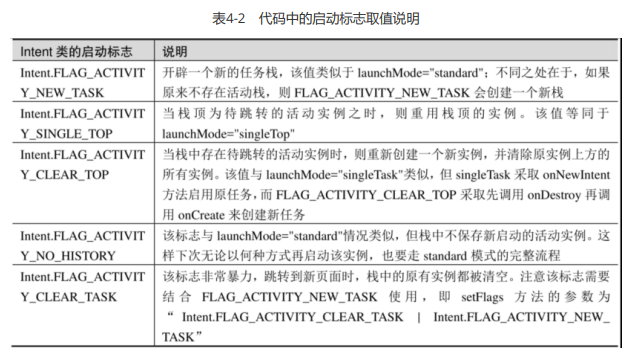 表4-2 代码中的启动标志取值说明
Intent 类的启动标志 说明
Intent.FLAG_ACTIVIT 开辟一个新的任务栈，该值类似于 launchMode="standard"；不同之处在于，如果
Y_NEW_TASK 原来不存在活动栈，则 FLAG_ACTIVITY_NEW_TASK 会创建一个新栈
Intent.FLAG_ACTIVIT 当栈顶为待跳转的活动实例之时，则重用栈顶的实例。该值等同于
Y_SINGLE_TOP launchMode="singleTop"
Intent.FLAG_ACTIVIT 当栈中存在待跳转的活动实例时，则重新创建一个新实例，并清除原实例上方的
Y_CLEAR_TOP 所有实例。该值与 launchMode="singleTask"类似，但 singleTask 采取 onNewIntent
方法启用原任务，而 FLAG_ACTIVITY_CLEAR_TOP 采取先调用 onDestroy 再调
用 onCreate 来创建新任务
Intent.FLAG_ACTIVIT 该标志与 launchMode="standard"情况类似，但栈中不保存新启动的活动实例。这
Y_NO_HISTORY 样下次无论以何种方式再启动该实例，也要走 standard 模式的完整流程
Intent.FLAG_ACTIVIT 该标志非常暴力，跳转到新页面时，栈中的原有实例都被清空。注意该标志需要
Y_CLEAR_TASK 结合 FLAG_ACTIVITY_NEW_TASK 使用，即 setFlags 方法的参数为
“ Intent.FLAG_ACTIVITY_CLEAR_TASK | Intent.FLAG_ACTIVITY_NEW_
TASK”